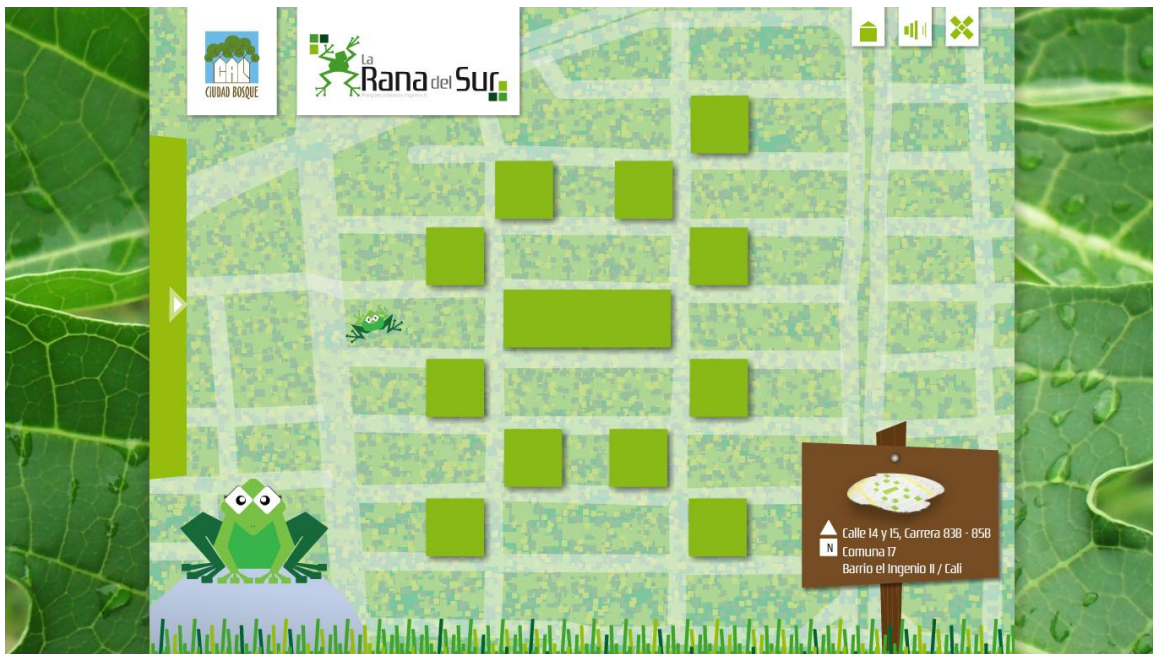 CALI
CIUDAD BOSQUE
La
Rana del Sur
Calle 14 y 15, Carrera 83B - 85B
N
Comuna 17
Barrio el Ingenio II / Cali